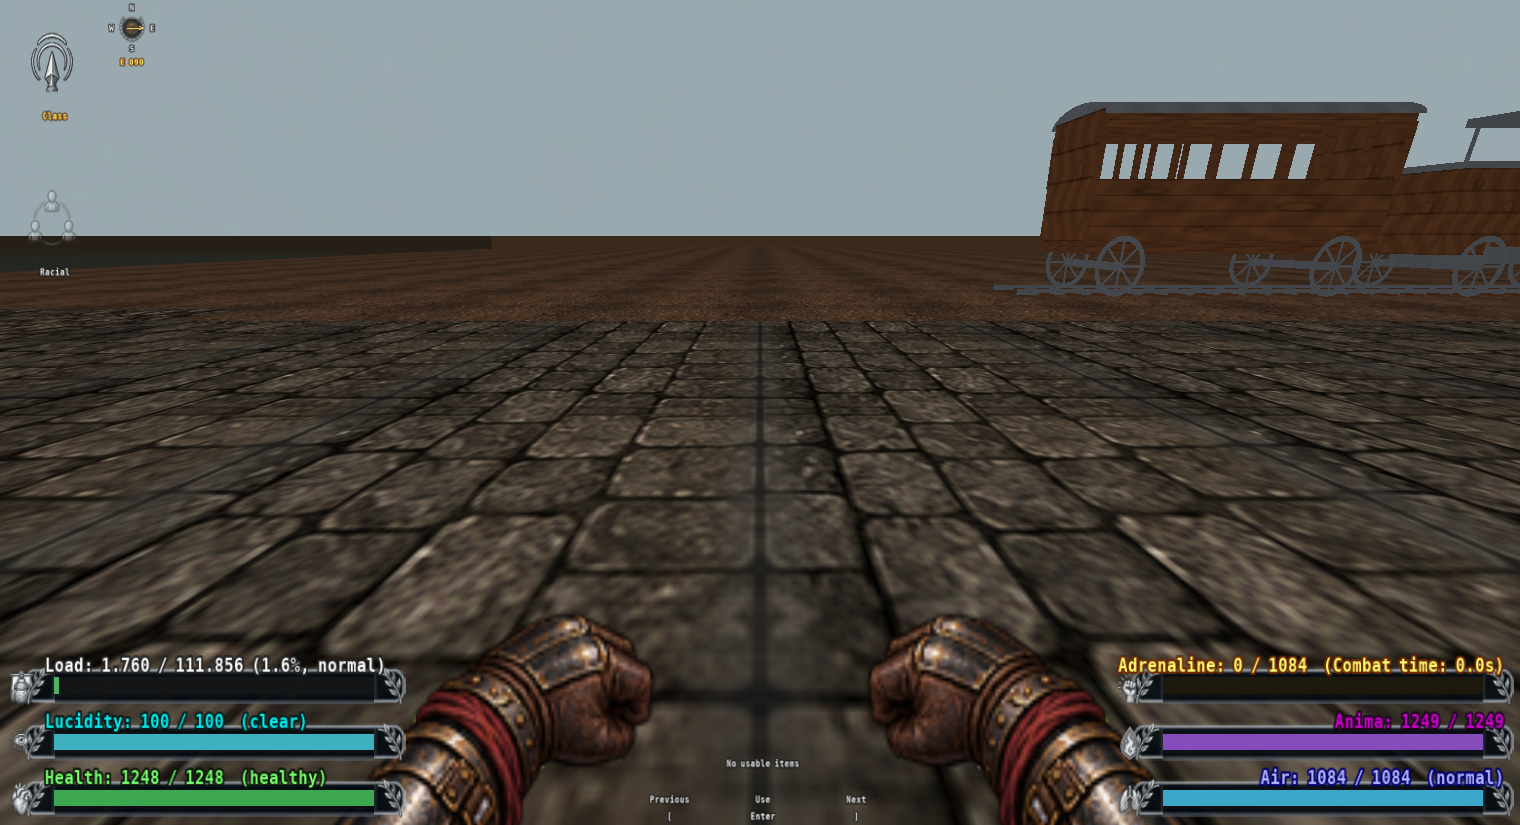 N
W E
S
E 090
Class
Racial
Load: 1.760 / 111.856 (1.6%, normal)
Lucidity: 100 / 100 (clear)
Health: 1248 / 1248 (healthy)
Adrenaline: 0 / 1084 (Combat time: 0.0s)
Anima: 1249 / 1249
Air: 1084 / 1084 (normal)
No usable items
Previous Use Next
[ Enter ]